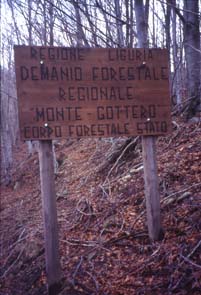 REGIONE LIGURIA
DEMANIO FORESTALE
REGIONALE
"MONTE GOTTERO"
CORPO FORESTALE STATO